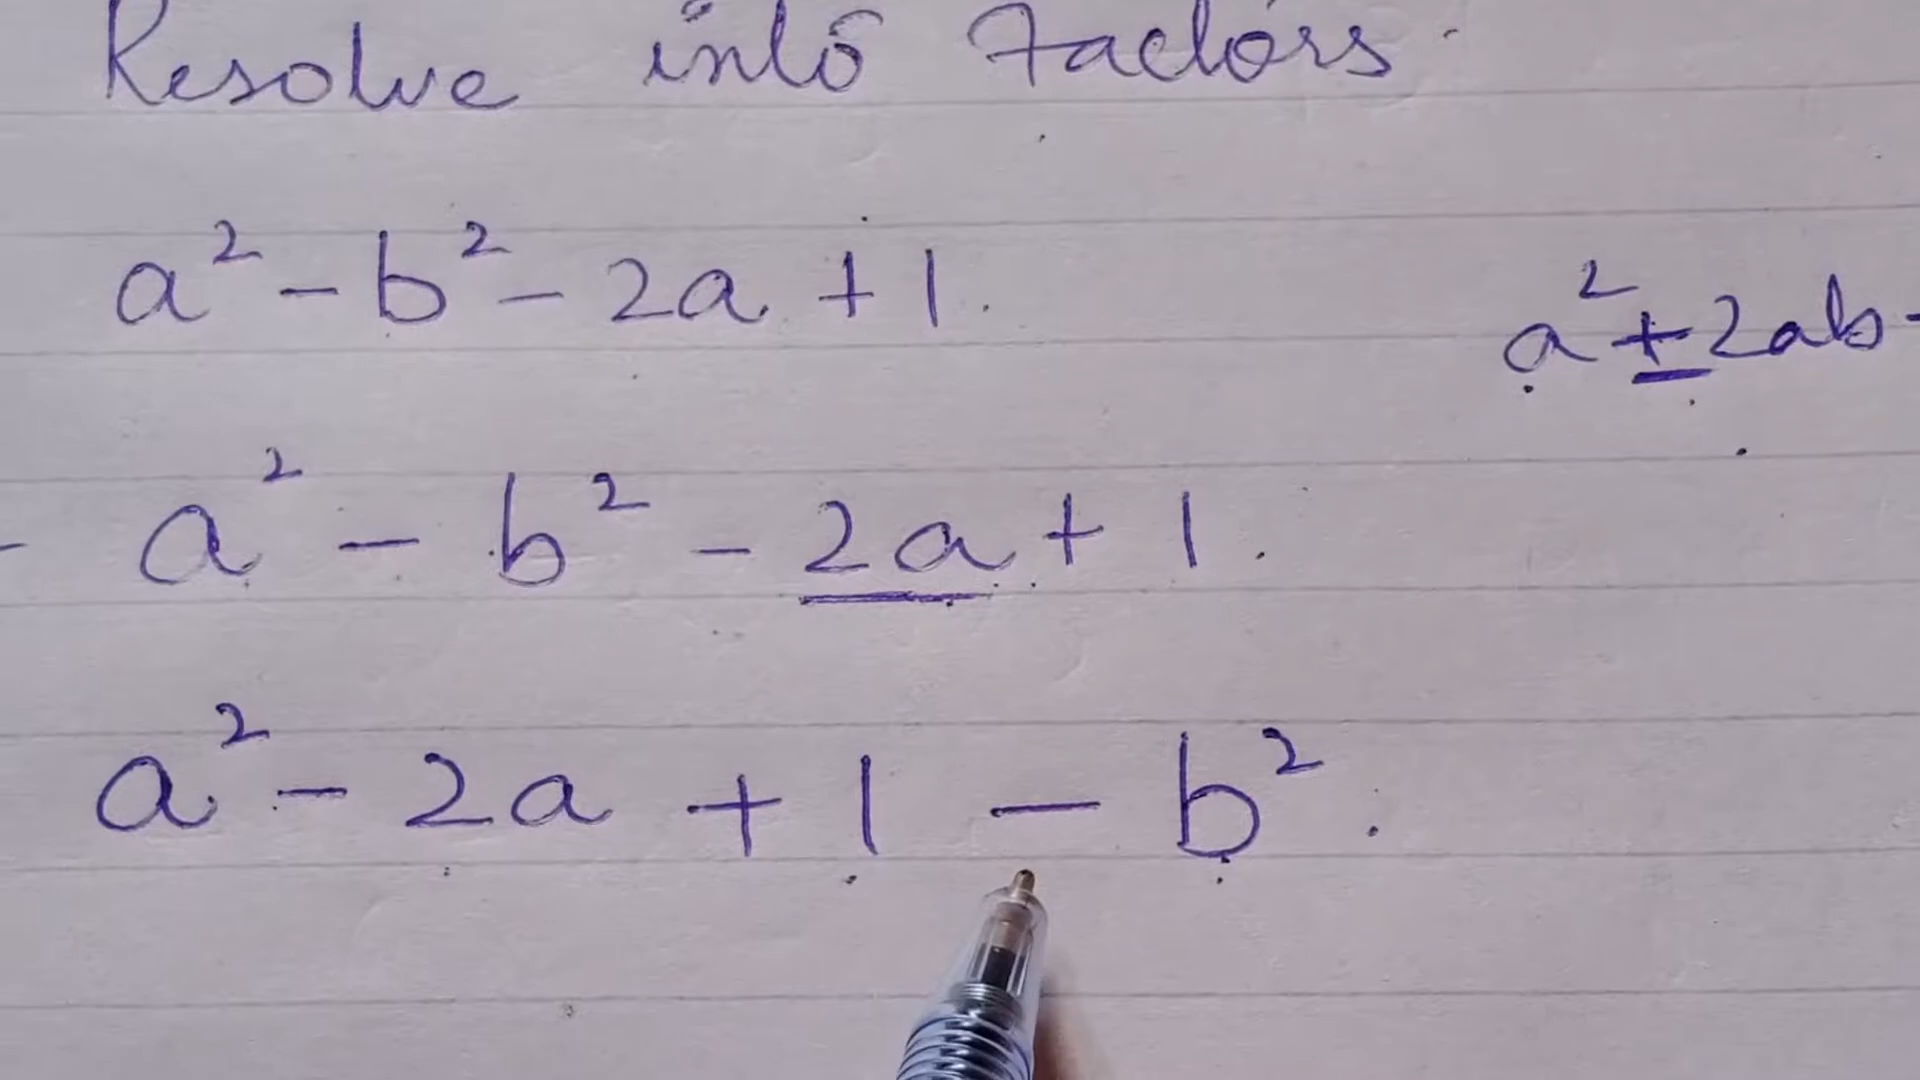 Resolve into Factors.
a² - b² - 2a + 1.
a² ± 2ab -
- a² - b² - 2a + 1.
a² - 2a + 1 - b².